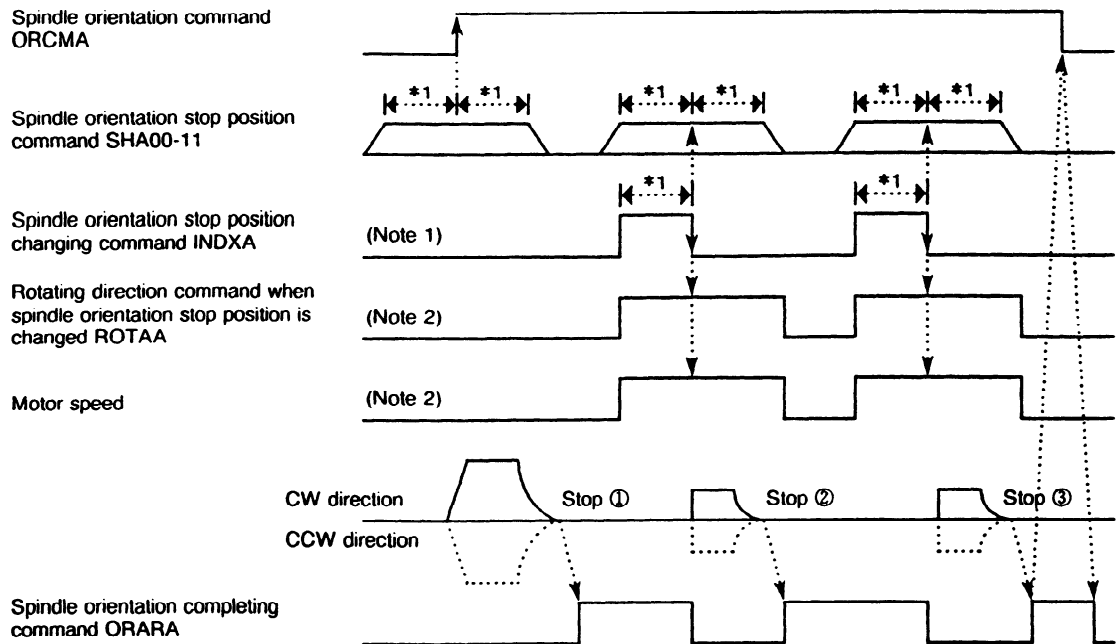 Spindle orientation command
ORCMA
*1 *1 *1 *1 *1 *1
Spindle orientation stop position
command SHA00-11
*1 *1
Spindle orientation stop position
changing command INDXA
(Note 1)
Rotating direction command when
spindle orientation stop position is
changed ROTAA
(Note 2)
Motor speed
(Note 2)
CW direction
Stop ①
Stop ②
Stop ③
CCW direction
Spindle orientation completing
command ORARA